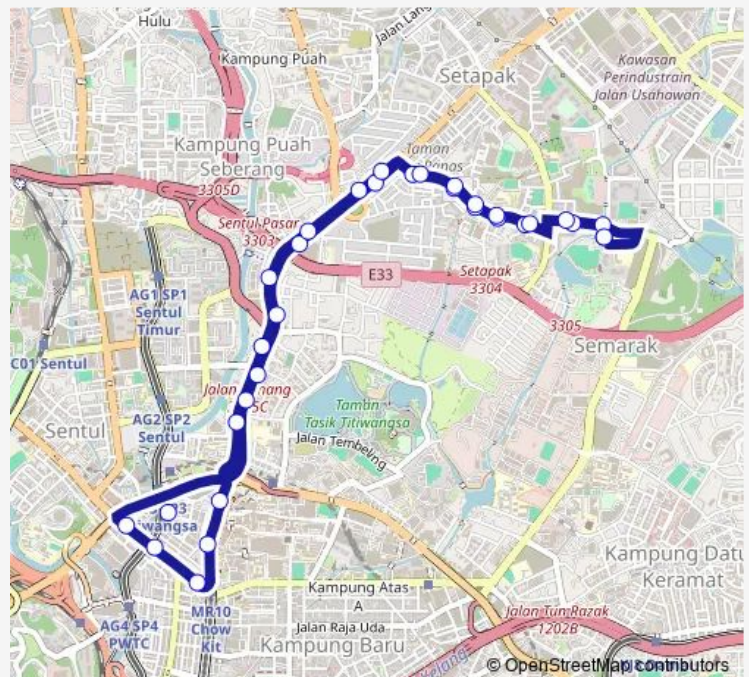 Hulu
Kampung Puah
Jalan Lang
Setapak
Kawasan
Perindustrain
Jalan Usahawan
Kampung Puah
Seberang
3305D
Taman
Sentul Pasar
3303
E33
Setapak
3304
3305
Semarak
AG1 SP1
Sentul
Timur
C01 Sentul
AG2 SP2
Sentul
Sentul
Taman
Tasik Titiwangsa
Jalan Tembeling
Kampung Datu
Keramat
Kampung Atas
A
Jalan Raja Uda
Kampung Baru
MR10
Chow
Kit
AG4 SP4
PWTC
Jalan Tun Razak
1202B
© OpenStreetMap contributors